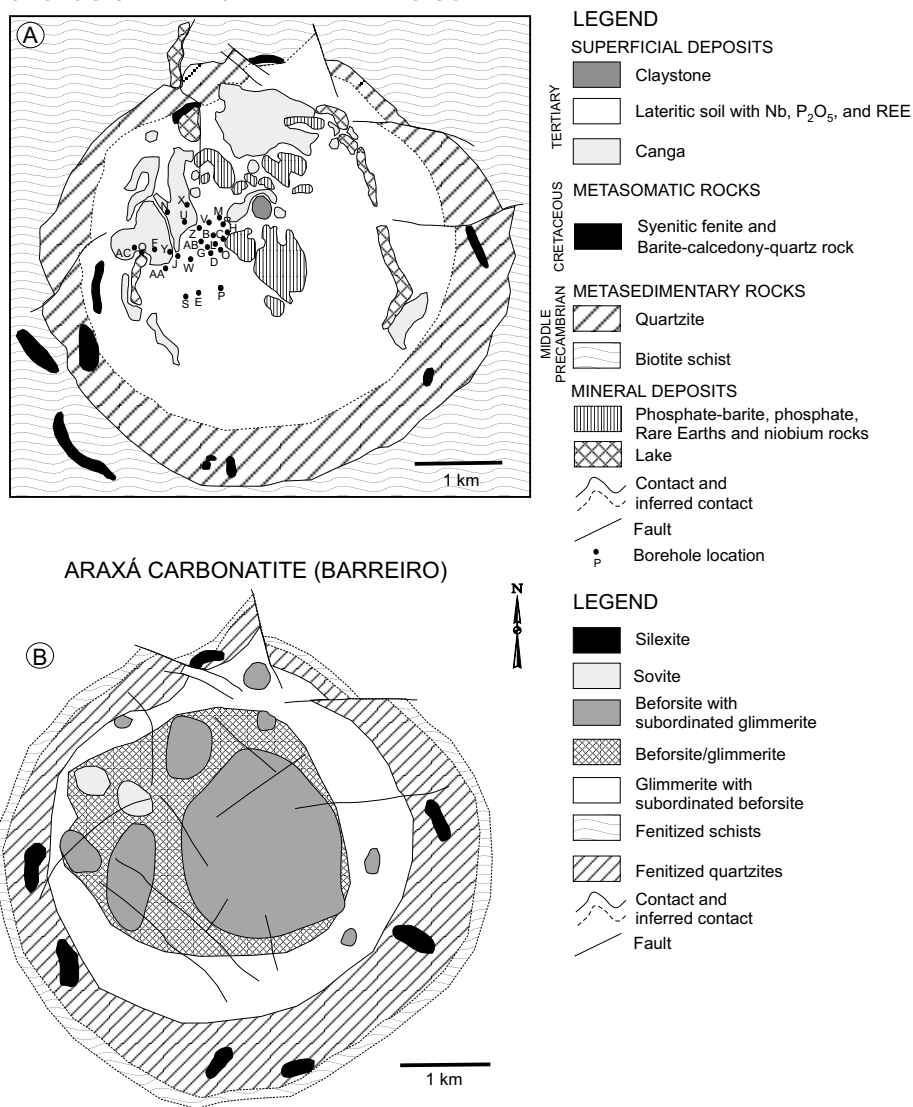 A
LEGEND
SUPERFICIAL DEPOSITS
Claystone
Lateritic soil with Nb, P2O5, and REE
Canga
TERTIARY
METASOMATIC ROCKS
Syenitic fenite and
Barite-calcedony-quartz rock
CRETACEOUS
METASEDIMENTARY ROCKS
Quartzite
Biotite schist
MIDDLE
PRECAMBRIAN
MINERAL DEPOSITS
Phosphate-barite, phosphate,
Rare Earths and niobium rocks
Lake
Contact and
inferred contact
Fault
P
Borehole location
N
X
U
V
M
R
H
Z
B
C
AC
Q
F
Y
AB
G
L
O
J
W
D
AA
S
E
P
1 km
ARAXÁ CARBONATITE (BARREIRO)
N
B
LEGEND
Silexite
Sovite
Beforsite with
subordinated glimmerite
Beforsite/glimmerite
Glimmerite with
subordinated beforsite
Fenitized schists
Fenitized quartzites
Contact and
inferred contact
Fault
1 km